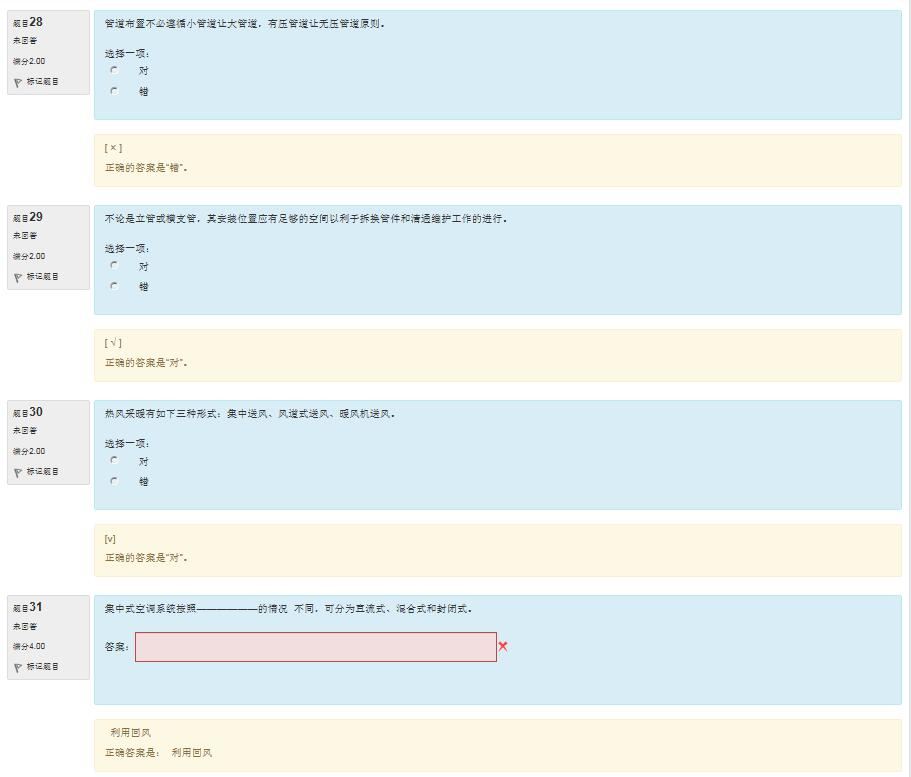 题目28
未回答
满分2.00
标记题目
管道布置不必遵循小管道让大管道，有压管道让无压管道原则。
选择一项：
对
错
[ × ]
正确的答案是“错”。
题目29
未回答
满分2.00
标记题目
不论是立管或横支管，其安装位置应有足够的空间以利于拆换管件和清通维护工作的进行。
选择一项：
对
错
[ √ ]
正确的答案是“对”。
题目30
未回答
满分2.00
标记题目
热风采暖有如下三种形式：集中送风、风道式送风、暖风机送风。
选择一项：
对
错
[v]
正确的答案是“对”。
题目31
未回答
满分4.00
标记题目
集中式空调系统按照——————的情况 不同，可分为直流式、混合式和封闭式。
答案：
利用回风
正确答案是： 利用回风